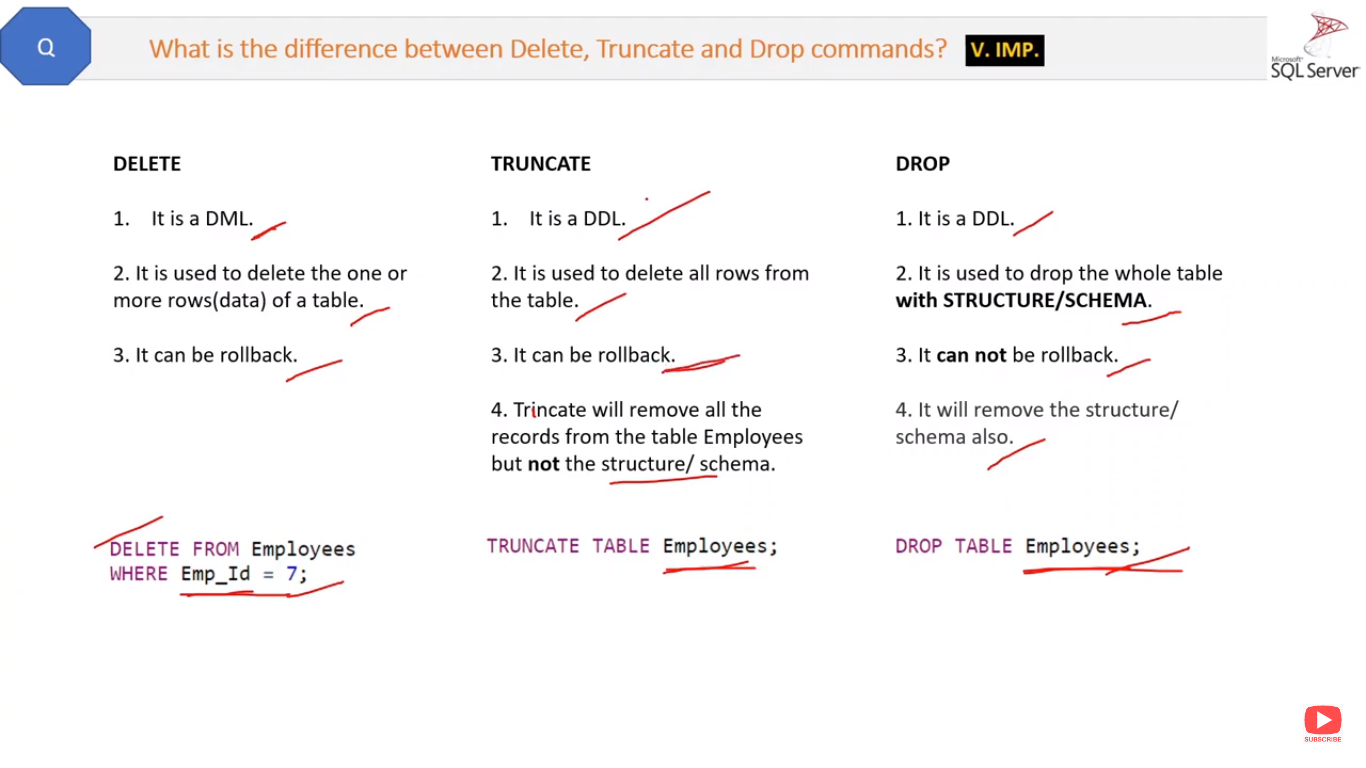 Q
What is the difference between Delete, Truncate and Drop commands?
V. IMP.
Microsoft®
SQL Server
DELETE
1. It is a DML.
2. It is used to delete the one or
more rows(data) of a table.
3. It can be rollback.
DELETE FROM Employees
WHERE Emp_Id = 7;
TRUNCATE
1. It is a DDL.
2. It is used to delete all rows from
the table.
3. It can be rollback.
4. Trincate will remove all the
records from the table Employees
but not the structure/ schema.
TRUNCATE TABLE Employees;
DROP
1. It is a DDL.
2. It is used to drop the whole table
with STRUCTURE/SCHEMA.
3. It can not be rollback.
4. It will remove the structure/
schema also.
DROP TABLE Employees;
SUBSCRIBE